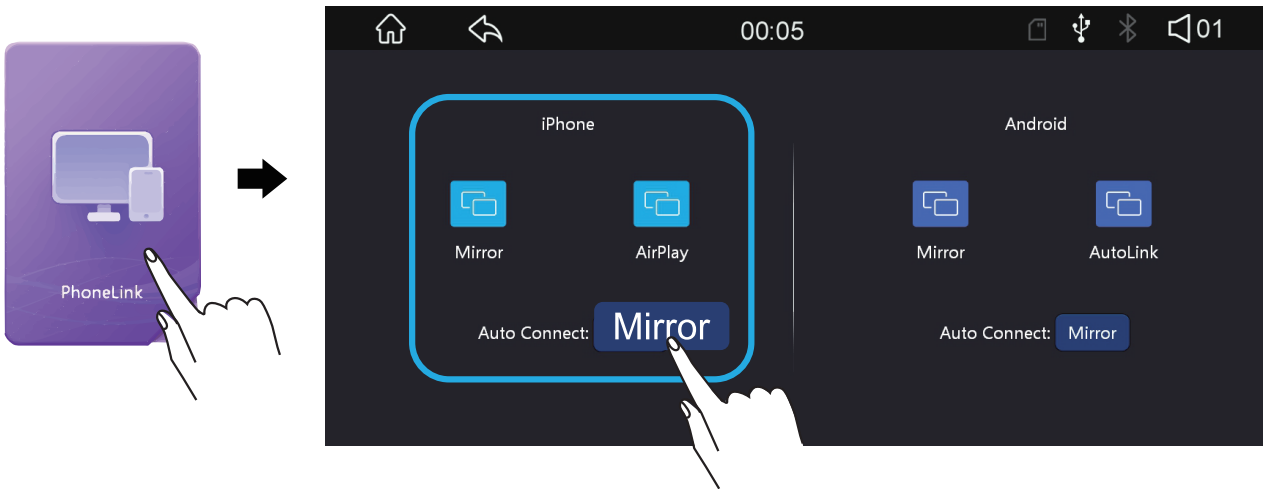 PhoneLink
00:05
01
iPhone
Android
Mirror
AirPlay
Mirror
AutoLink
Auto Connect: Mirror
Auto Connect: Mirror